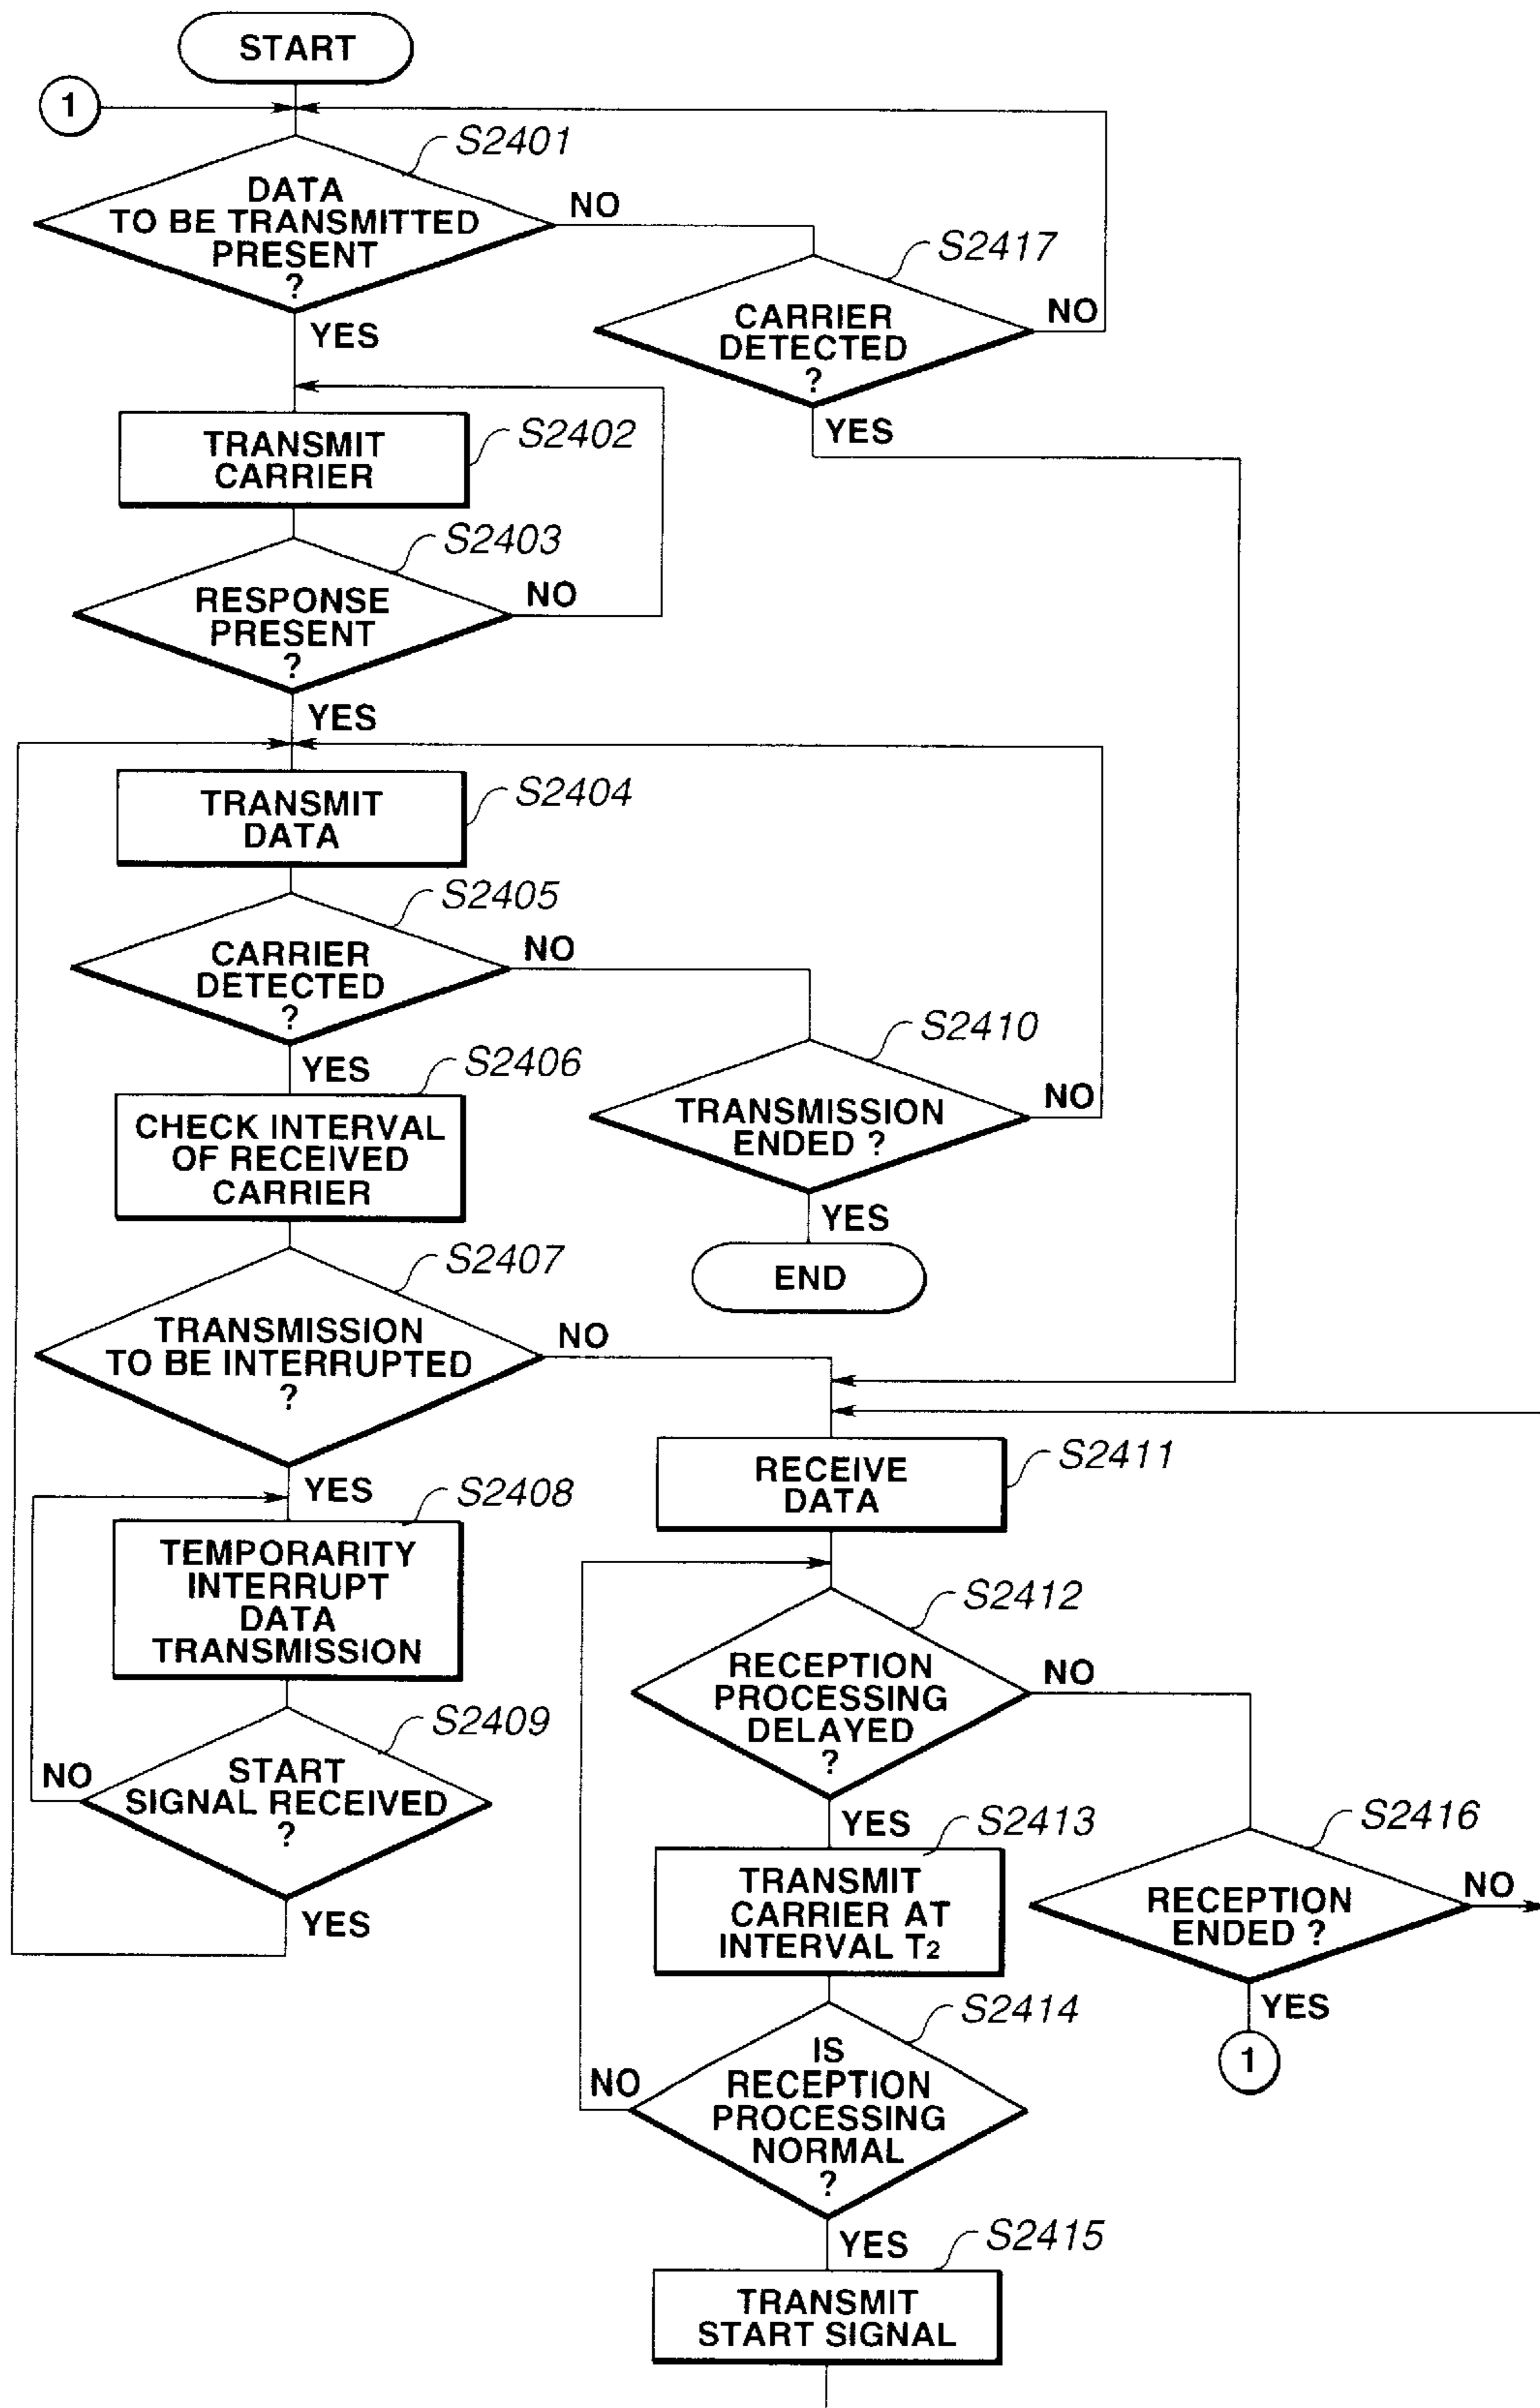 START
1
S2401
DATA
TO BE TRANSMITTED
PRESENT
?
NO
YES
S2417
CARRIER
DETECTED
?
NO
YES
TRANSMIT
CARRIER
S2402
S2403
RESPONSE
PRESENT
?
NO
YES
TRANSMIT
DATA
S2404
S2405
CARRIER
DETECTED
?
NO
YES
S2410
TRANSMISSION
ENDED ?
NO
YES
END
S2406
CHECK INTERVAL
OF RECEIVED
CARRIER
S2407
TRANSMISSION
TO BE INTERRUPTED
?
NO
YES
S2408
TEMPORARITY
INTERRUPT
DATA
TRANSMISSION
S2409
START
SIGNAL RECEIVED
?
NO
YES
RECEIVE
DATA
S2411
S2412
RECEPTION
PROCESSING
DELAYED
?
NO
YES
S2413
TRANSMIT
CARRIER AT
INTERVAL T2
S2416
RECEPTION
ENDED ?
NO
YES
1
S2414
IS
RECEPTION
PROCESSING
NORMAL
?
NO
YES
S2415
TRANSMIT
START SIGNAL